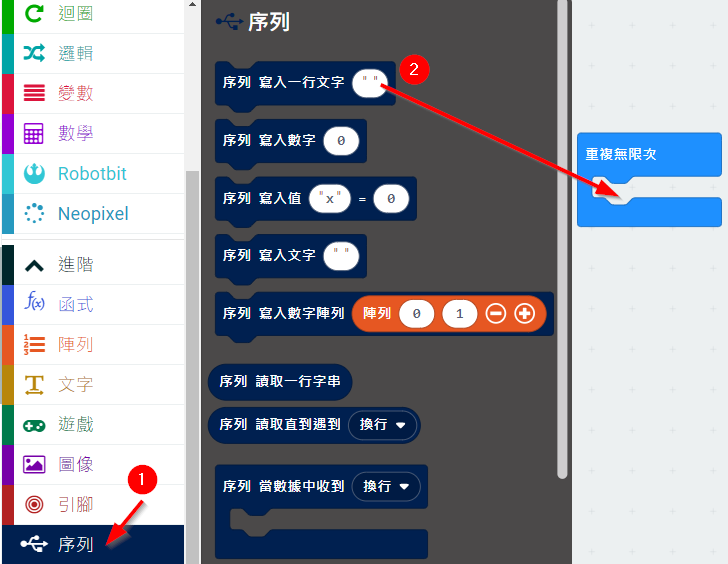 迴圈
邏輯
變數
數學
Robotbit
Neopixel
進階
函式
陣列
文字
遊戲
圖像
1
引腳
序列
序列
序列 寫入一行文字 " "
2
序列 寫入數字 0
序列 寫入值 "x" = 0
序列 寫入文字 " "
序列 寫入數字陣列 陣列 0 1
序列 讀取一行字串
序列 讀取直到遇到 換行
序列 當數據中收到 換行
重複無限次